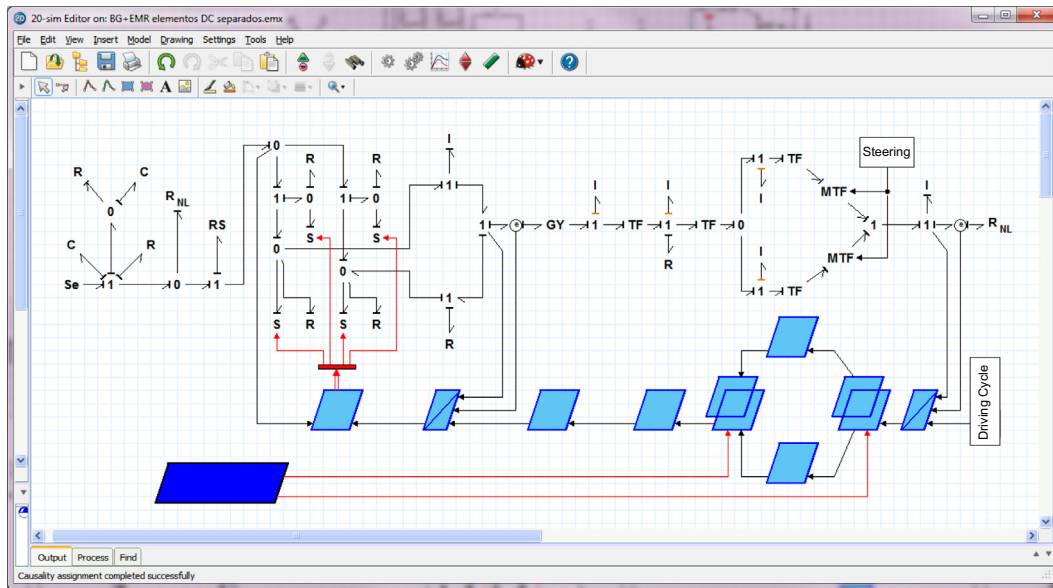 20-sim Editor on: BG+EMR elementos DC separados.emx
File Edit View Insert Model Drawing Settings Tools Help
A
I
0
R R
1 TF
Steering
R C
R NL
1 0 1 0
1
MTF
I
0
RS
I I
I
I
C R
S S
1 e GY 1 TF 1 TF TF 0
1
1 e R NL
0
R
I
MTF
Se 1 0 1
0
1
1 TF
S R S R
R
Driving Cycle
Output Process Find
Causality assignment completed successfully